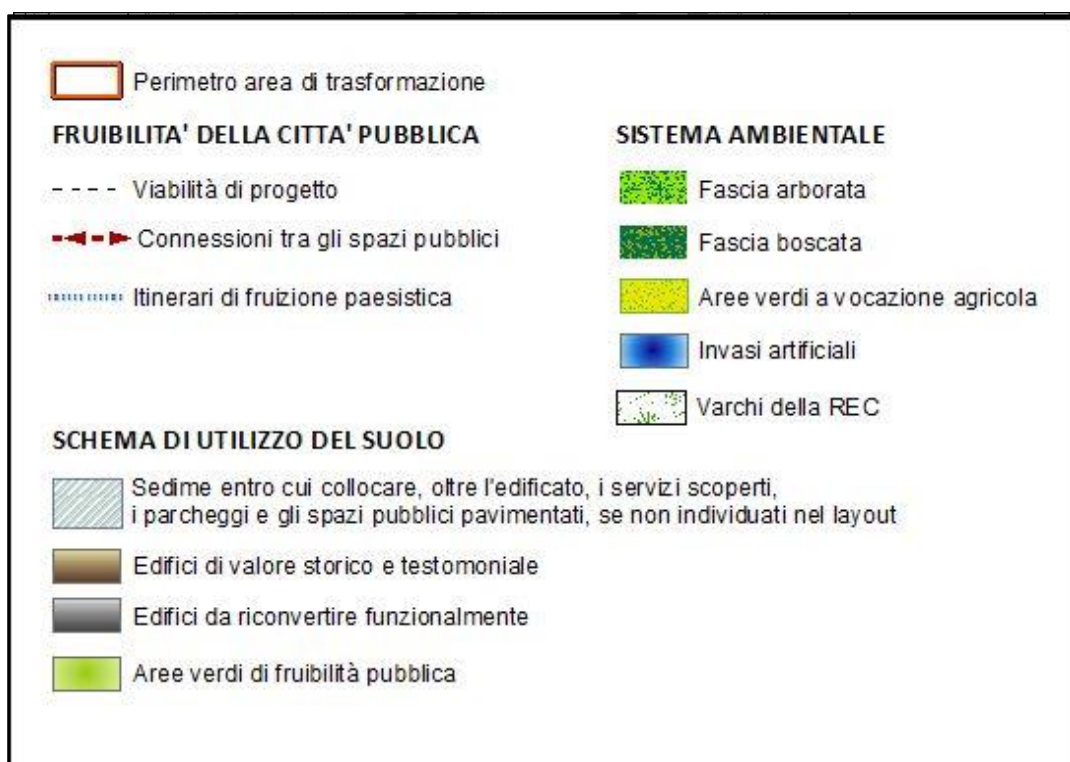 Perimetro area di trasformazione
FRUIBILITA' DELLA CITTA' PUBBLICA
Viabilità di progetto
Connessioni tra gli spazi pubblici
Itinerari di fruizione paesistica
SISTEMA AMBIENTALE
Fascia arborata
Fascia boscata
Aree verdi a vocazione agricola
Invasi artificiali
Varchi della REC
SCHEMA DI UTILIZZO DEL SUOLO
Sedime entro cui collocare, oltre l'edificato, i servizi scoperti,
i parcheggi e gli spazi pubblici pavimentati, se non individuati nel layout
Edifici di valore storico e testomoniale
Edifici da riconvertire funzionalmente
Aree verdi di fruibilità pubblica